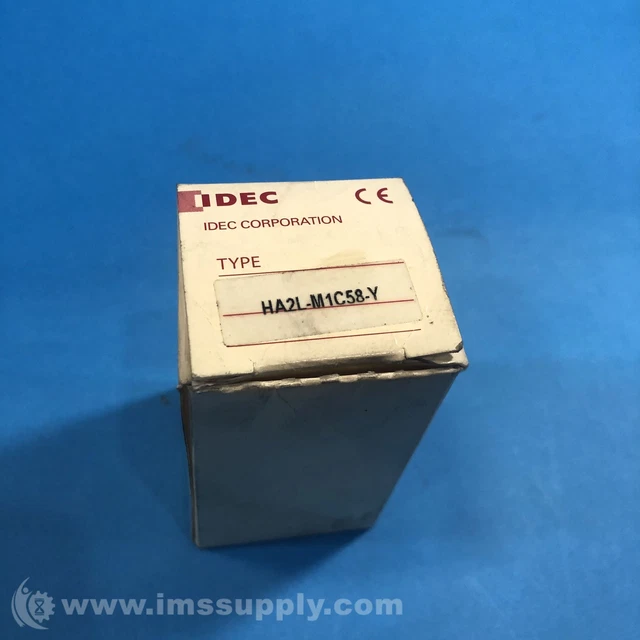 IDEC
CE
IDEC CORPORATION
TYPE
HA2L-M1C58-Y
www.imssupply.com